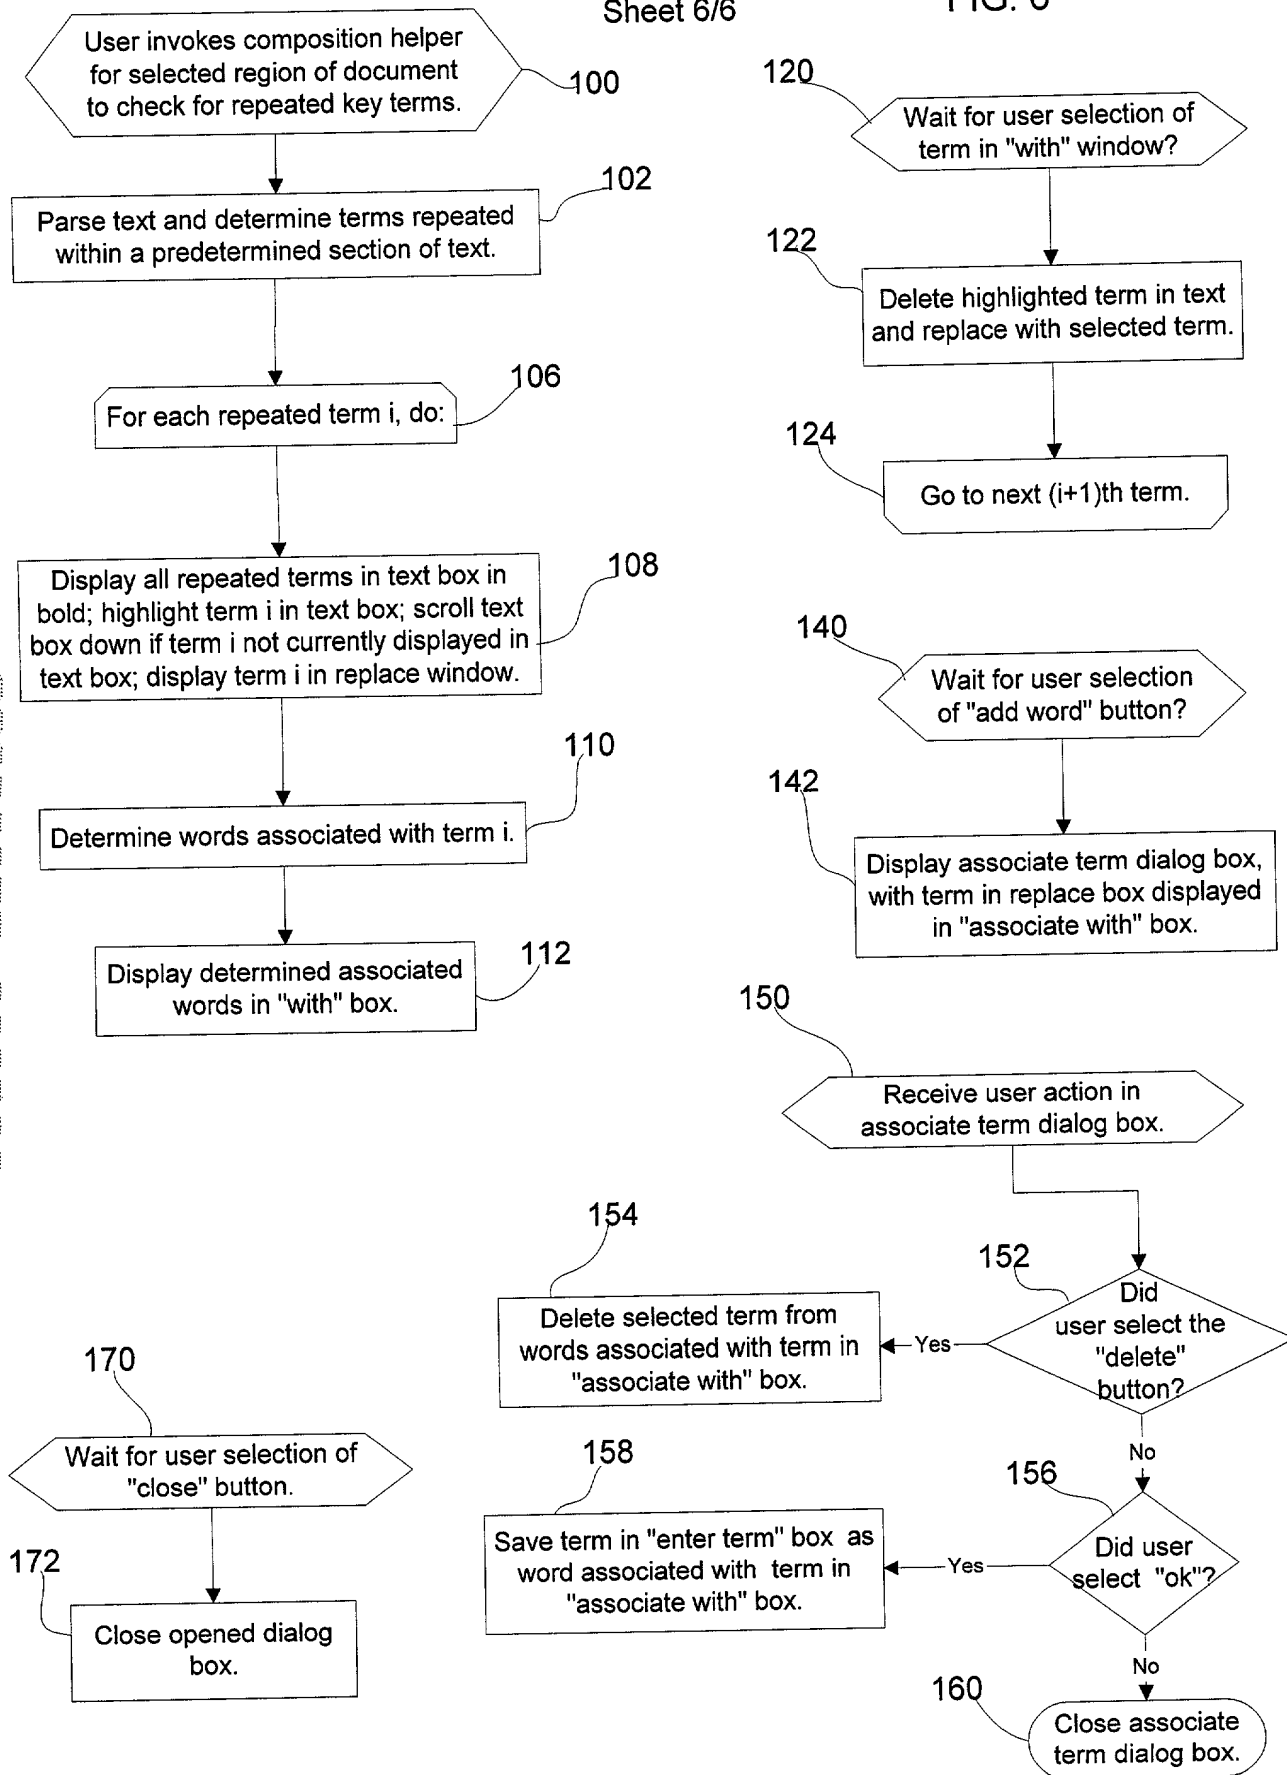 Sheet 6/6
FIG. 6
User invokes composition helper
for selected region of document
to check for repeated key terms.
100
102
Parse text and determine terms repeated
within a predetermined section of text.
106
For each repeated term i, do:
108
Display all repeated terms in text box in
bold; highlight term i in text box; scroll text
box down if term i not currently displayed in
text box; display term i in replace window.
110
Determine words associated with term i.
112
Display determined associated
words in "with" box.
120
Wait for user selection of
term in "with" window?
122
Delete highlighted term in text
and replace with selected term.
124
Go to next (i+1)th term.
140
Wait for user selection
of "add word" button?
142
Display associate term dialog box,
with term in replace box displayed
in "associate with" box.
150
Receive user action in
associate term dialog box.
152
Did
user select the
"delete"
button?
Yes
154
Delete selected term from
words associated with term in
"associate with" box.
No
156
Did user
select "ok"?
Yes
158
Save term in "enter term" box as
word associated with term in
"associate with" box.
No
160
Close associate
term dialog box.
170
Wait for user selection of
"close" button.
172
Close opened dialog
box.